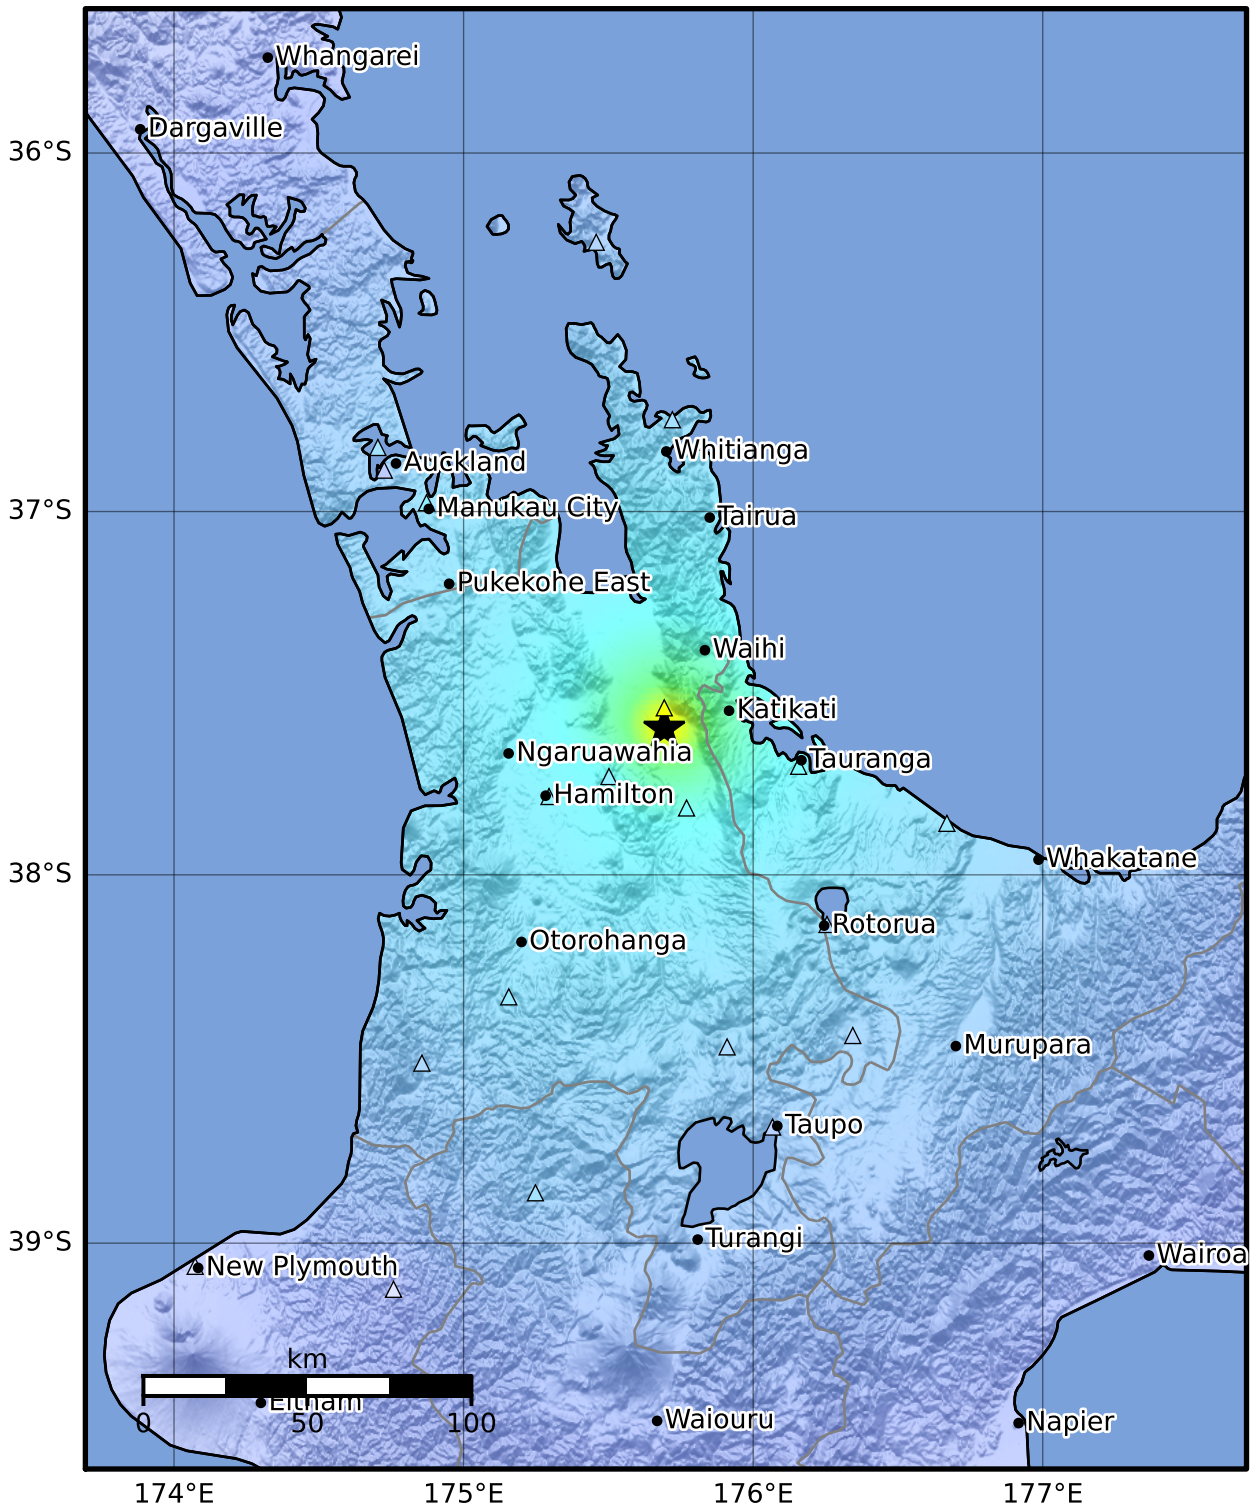 Whangarei
Dargaville
36°S
Whitianga
Auckland
37°S
Manukau City
Tairua
Pukekohe East
Waihi
Katikati
Ngaruawahia
Tauranga
Hamilton
Whakatane
38°S
Rotorua
Otorohanga
Murupara
Taupo
39°S
Turangi
Wairoa
New Plymouth
km
Eltham
0 50 100
Waiouru
Napier
174°E 175°E 176°E 177°E